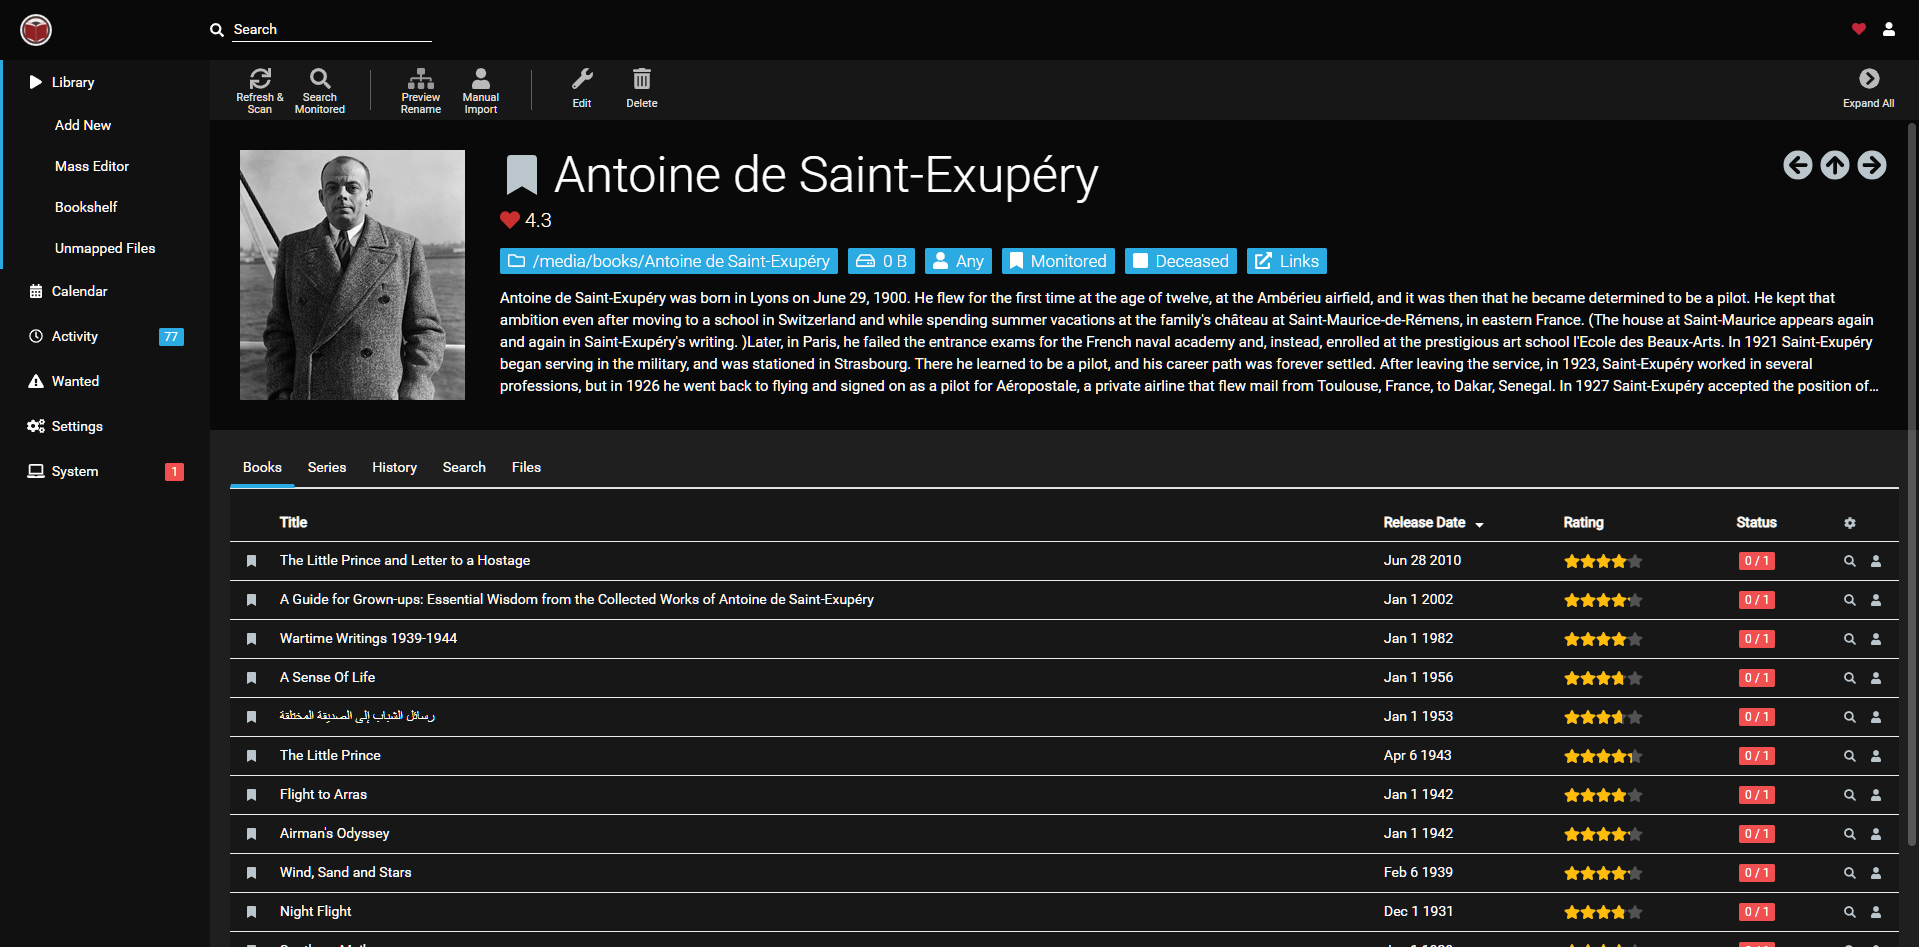 Search
Library
Add New
Mass Editor
Bookshelf
Unmapped Files
Calendar
Activity 77
Wanted
Settings
System 1
Refresh & Scan
Search Monitored
Preview Rename
Manual Import
Edit
Delete
Expand All
Antoine de Saint-Exupéry
4.3
/media/books/Antoine de Saint-Exupéry 0 B Any Monitored Deceased Links
Antoine de Saint-Exupéry was born in Lyons on June 29, 1900. He flew for the first time at the age of twelve, at the Ambérieu airfield, and it was then that he became determined to be a pilot. He kept that
ambition even after moving to a school in Switzerland and while spending summer vacations at the family's château at Saint-Maurice-de-Rémens, in eastern France. (The house at Saint-Maurice appears again
and again in Saint-Exupéry's writing. )Later, in Paris, he failed the entrance exams for the French naval academy and, instead, enrolled at the prestigious art school l'Ecole des Beaux-Arts. In 1921 Saint-Exupéry
began serving in the military, and was stationed in Strasbourg. There he learned to be a pilot, and his career path was forever settled. After leaving the service, in 1923, Saint-Exupéry worked in several
professions, but in 1926 he went back to flying and signed on as a pilot for Aéropostale, a private airline that flew mail from Toulouse, France, to Dakar, Senegal. In 1927 Saint-Exupéry accepted the position of…
Books Series History Search Files
Title Release Date Rating Status
The Little Prince and Letter to a Hostage Jun 28 2010 0 / 1
A Guide for Grown-ups: Essential Wisdom from the Collected Works of Antoine de Saint-Exupéry Jan 1 2002 0 / 1
Wartime Writings 1939-1944 Jan 1 1982 0 / 1
A Sense Of Life Jan 1 1956 0 / 1
رسائل الشباب إلى الصديقة المختلقة Jan 1 1953 0 / 1
The Little Prince Apr 6 1943 0 / 1
Flight to Arras Jan 1 1942 0 / 1
Airman's Odyssey Jan 1 1942 0 / 1
Wind, Sand and Stars Feb 6 1939 0 / 1
Night Flight Dec 1 1931 0 / 1